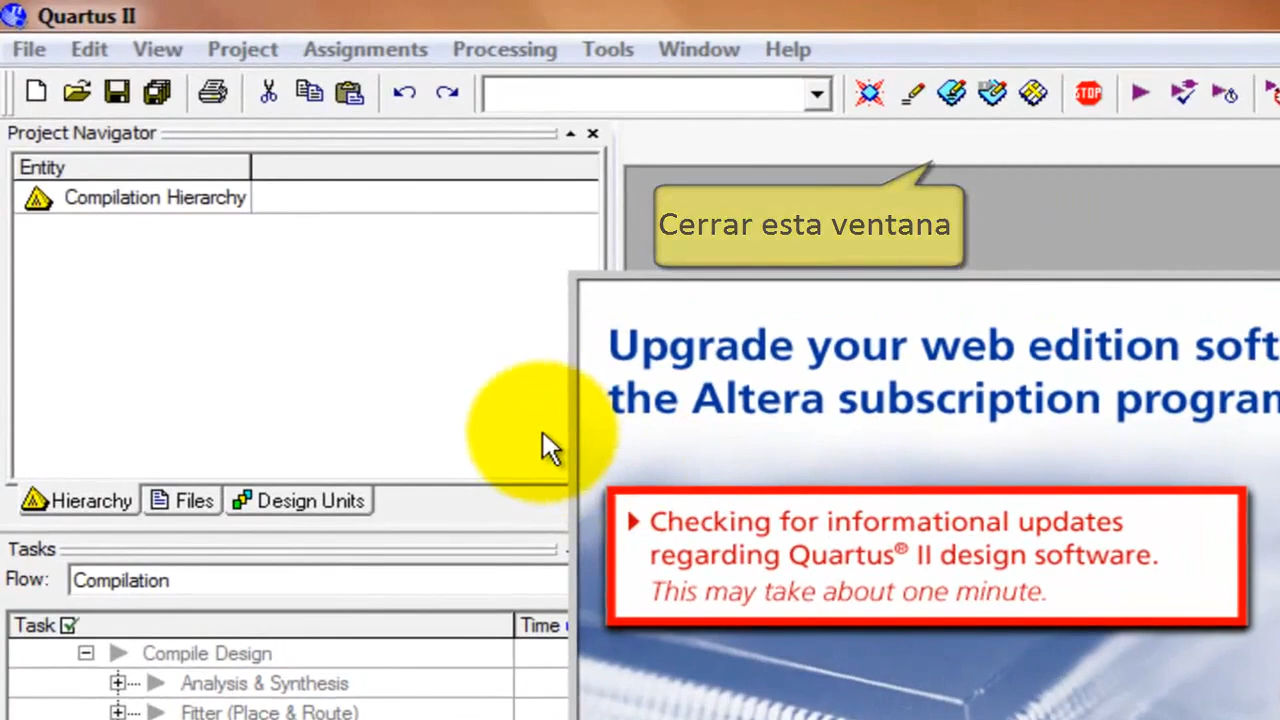 Quartus II
File Edit View Project Assignments Processing Tools Window Help
STOP
Project Navigator
Entity
Compilation Hierarchy
Cerrar esta ventana
Upgrade your web edition soft
the Altera subscription program
Hierarchy Files Design Units
Checking for informational updates
regarding Quartus® II design software.
This may take about one minute.
Tasks
Flow: Compilation
Task Time
Compile Design
Analysis & Synthesis
Fitter (Place & Route)